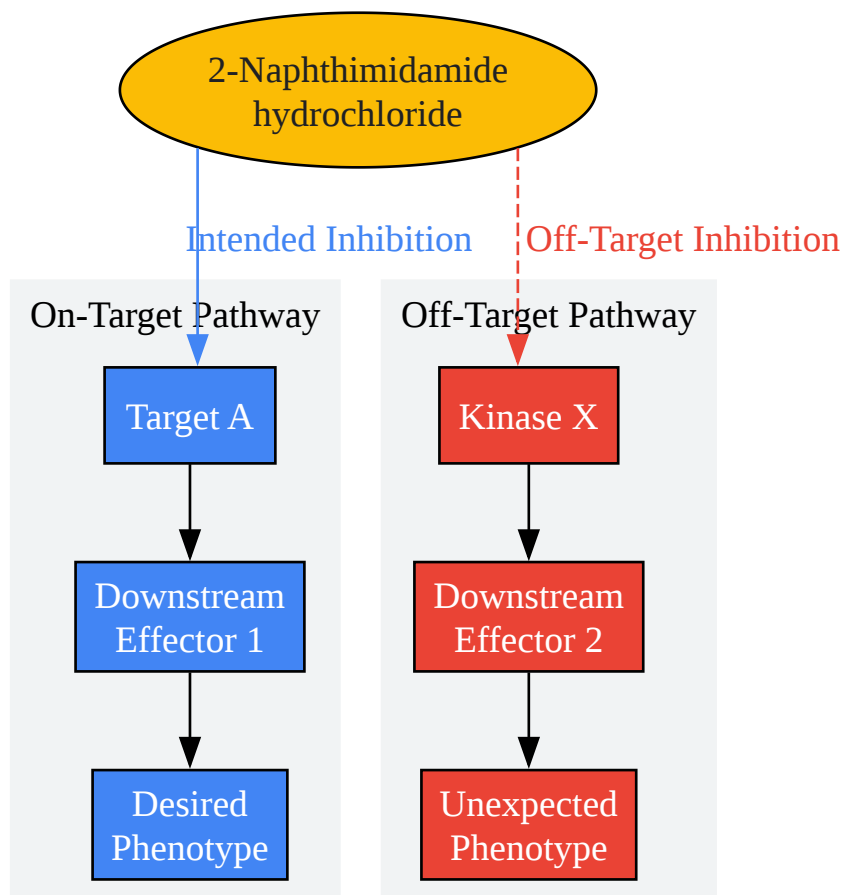 2-Naphthimidamide
hydrochloride
Intended Inhibition
Off-Target Inhibition
On-Target Pathway
Off-Target Pathway
Target A
Kinase X
Downstream
Effector 1
Downstream
Effector 2
Desired
Phenotype
Unexpected
Phenotype